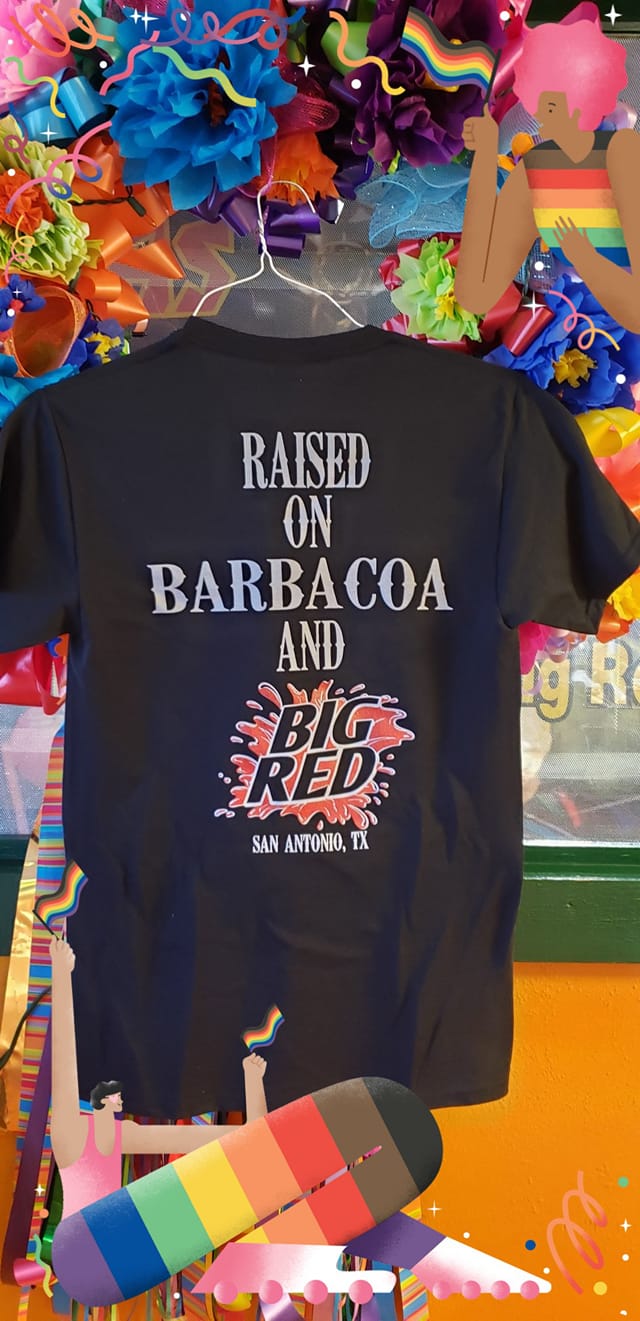 RAISED
ON
BARBACOA
AND
BIG
RED
SAN ANTONIO, TX